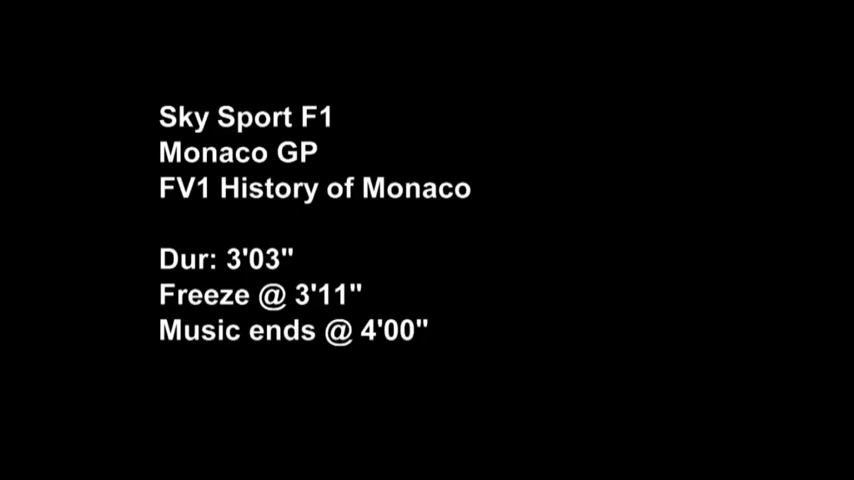 Sky Sport F1
Monaco GP
FV1 History of Monaco
Dur: 3'03"
Freeze @ 3'11"
Music ends @ 4'00"